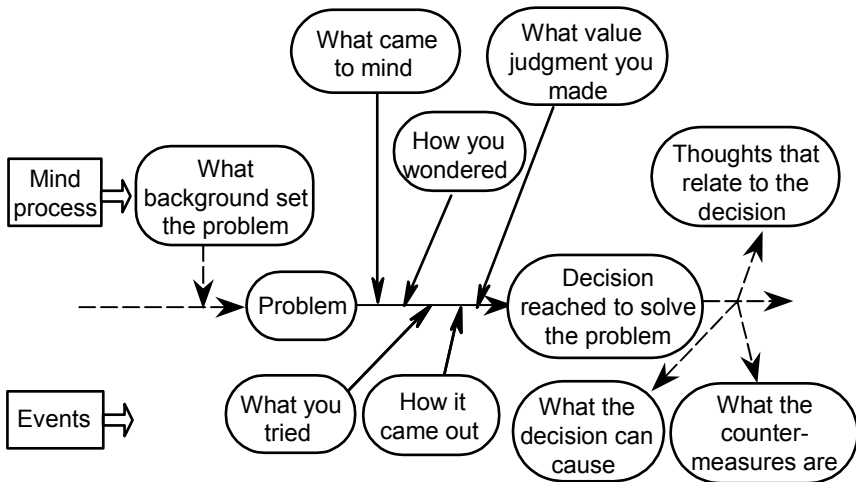 What came
to mind
What value
judgment you
made
How you
wondered
Thoughts that
relate to the
decision
Mind
process
What
background set
the problem
Problem
Decision
reached to solve
the problem
Events
What you
tried
How it
came out
What the
decision can
cause
What the
counter-
measures are